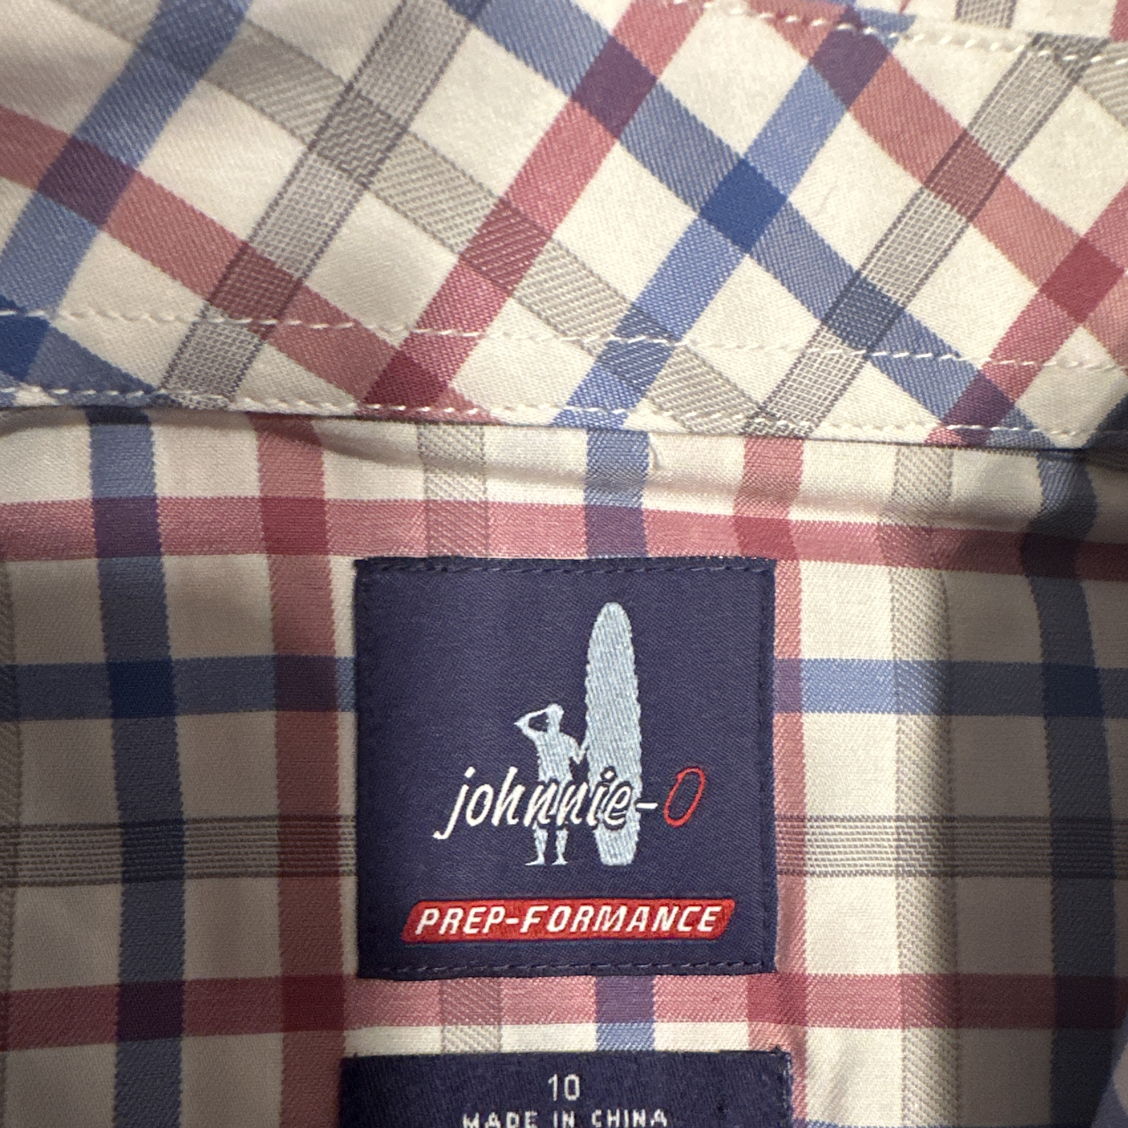 johnnie-O
PREP-FORMANCE
10
MADE IN CHINA